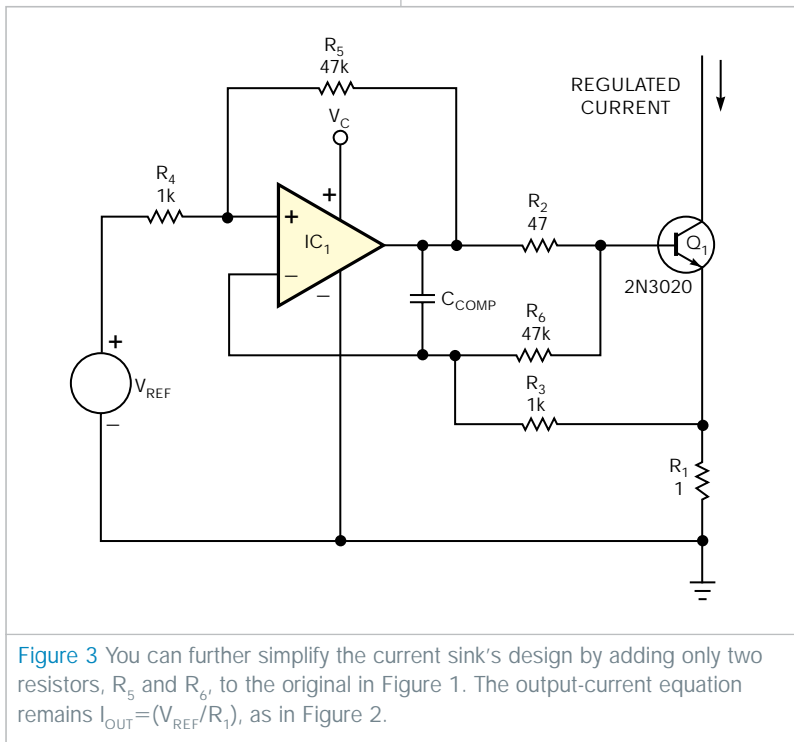 R5
47k
VC
REGULATED
CURRENT
R4
1k
+
+
IC1
−
−
R2
47
Q1
2N3020
CCOMP
R6
47k
+
VREF
−
R3
1k
R1
1
Figure 3 You can further simplify the current sink's design by adding only two
resistors, R5 and R6, to the original in Figure 1. The output-current equation
remains IOUT=(VREF/R1), as in Figure 2.